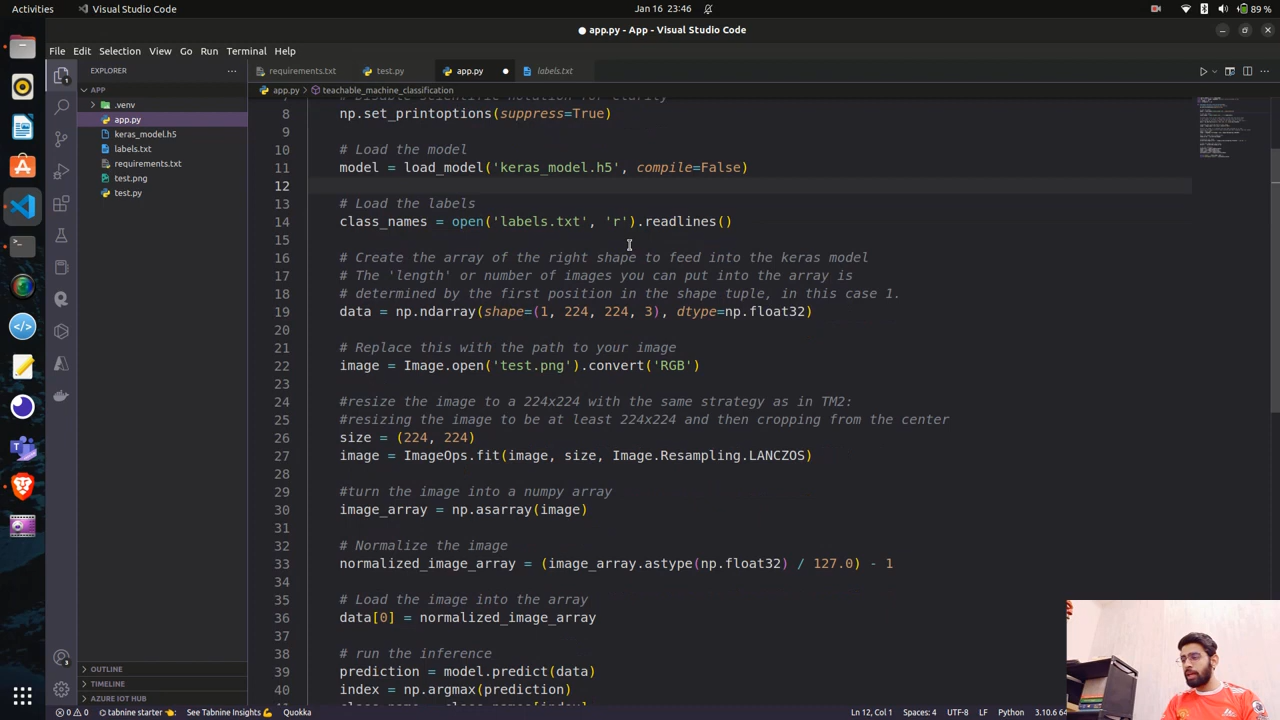 Activities
Visual Studio Code
Jan 16 23:46
89 %
app.py - App - Visual Studio Code
File Edit Selection View Go Run Terminal Help
EXPLORER
requirements.txt
test.py
app.py
labels.txt
APP
app.py > teachable_machine_classification
.venv
app.py
keras_model.h5
labels.txt
requirements.txt
test.png
test.py
7 # Disable scientific notation for clarity
8 np.set_printoptions(suppress=True)
9
10 # Load the model
11 model = load_model('keras_model.h5', compile=False)
12
13 # Load the labels
14 class_names = open('labels.txt', 'r').readlines()
15
16 # Create the array of the right shape to feed into the keras model
17 # The 'length' or number of images you can put into the array is
18 # determined by the first position in the shape tuple, in this case 1.
19 data = np.ndarray(shape=(1, 224, 224, 3), dtype=np.float32)
20
21 # Replace this with the path to your image
22 image = Image.open('test.png').convert('RGB')
23
24 #resize the image to a 224x224 with the same strategy as in TM2:
25 #resizing the image to be at least 224x224 and then cropping from the center
26 size = (224, 224)
27 image = ImageOps.fit(image, size, Image.Resampling.LANCZOS)
28
29 #turn the image into a numpy array
30 image_array = np.asarray(image)
31
32 # Normalize the image
33 normalized_image_array = (image_array.astype(np.float32) / 127.0) - 1
34
35 # Load the image into the array
36 data[0] = normalized_image_array
37
38 # run the inference
39 prediction = model.predict(data)
40 index = np.argmax(prediction)
class_name = class_names[index]
OUTLINE
TIMELINE
AZURE IOT HUB
0 0 tabnine starter See Tabnine Insights Quokka
Ln 12, Col 1 Spaces: 4 UTF-8 LF Python 3.10.6 64